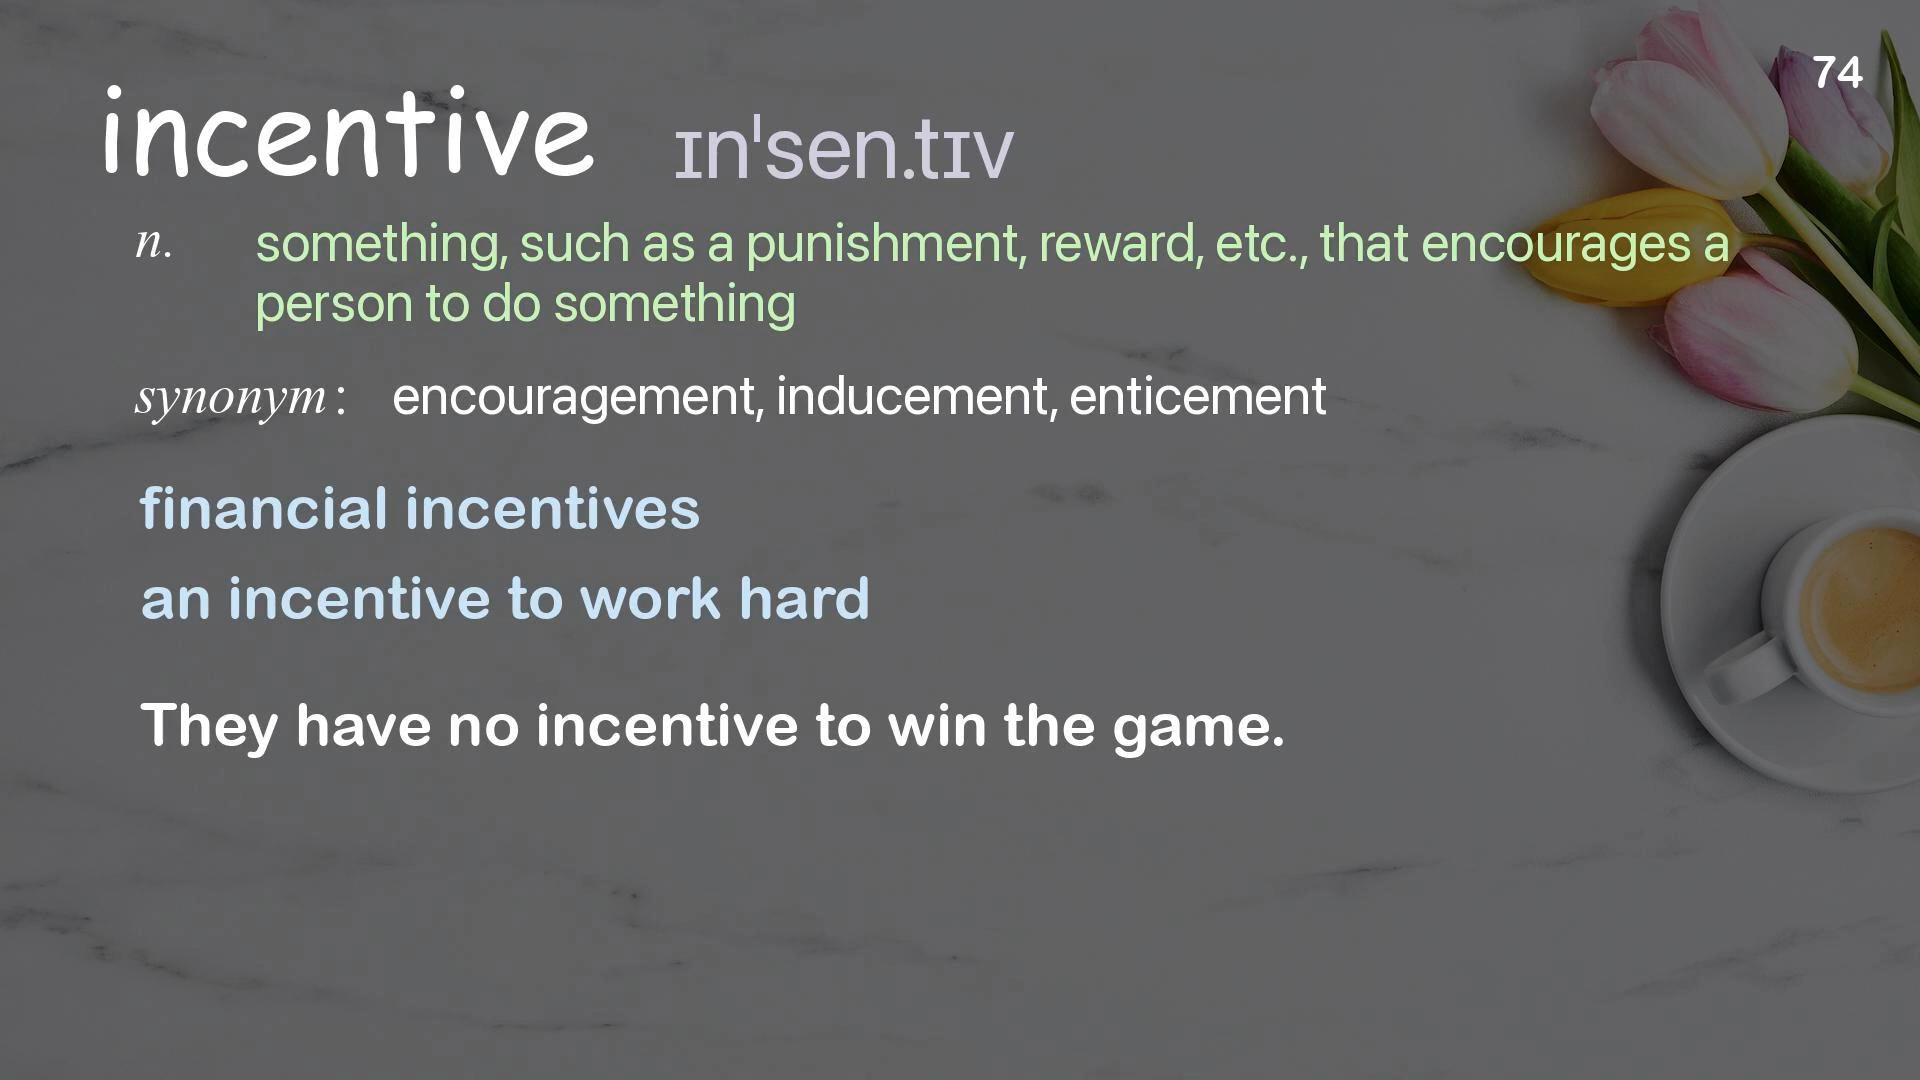 74
incentive ɪnˈsen.tɪv
n. something, such as a punishment, reward, etc., that encourages a
person to do something
synonym: encouragement, inducement, enticement
financial incentives
an incentive to work hard
They have no incentive to win the game.